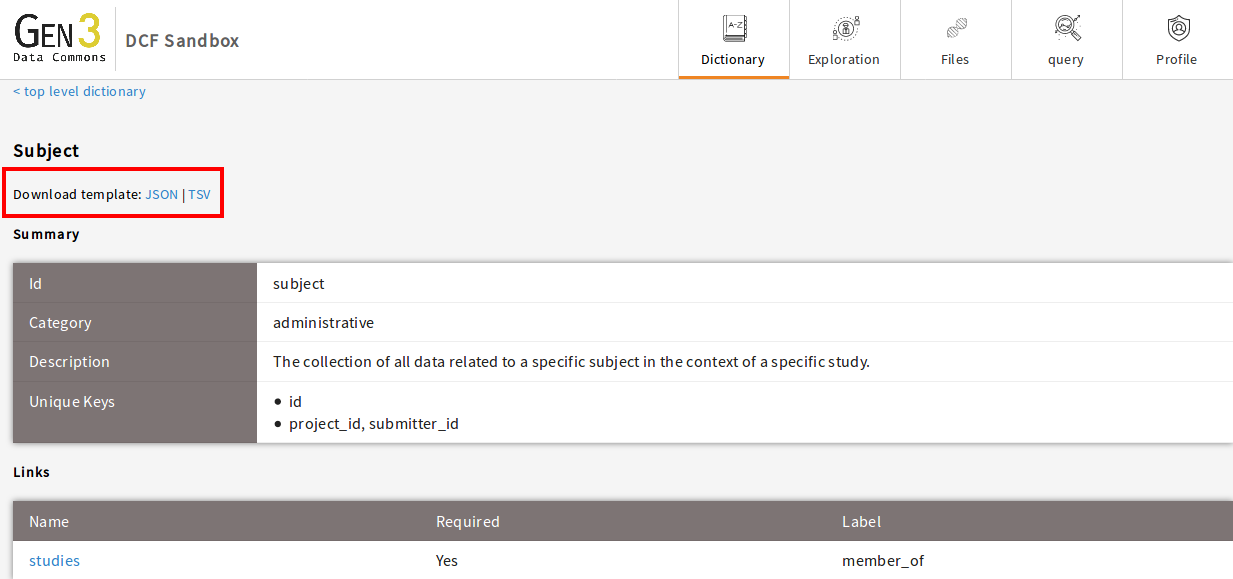 GEN3
Data Commons
DCF Sandbox
A-Z
Dictionary
Exploration
Files
query
Profile
< top level dictionary
Subject
Download template: JSON | TSV
Summary
Id subject
Category administrative
Description The collection of all data related to a specific subject in the context of a specific study.
Unique Keys ● id
● project_id, submitter_id
Links
Name Required Label
studies Yes member_of